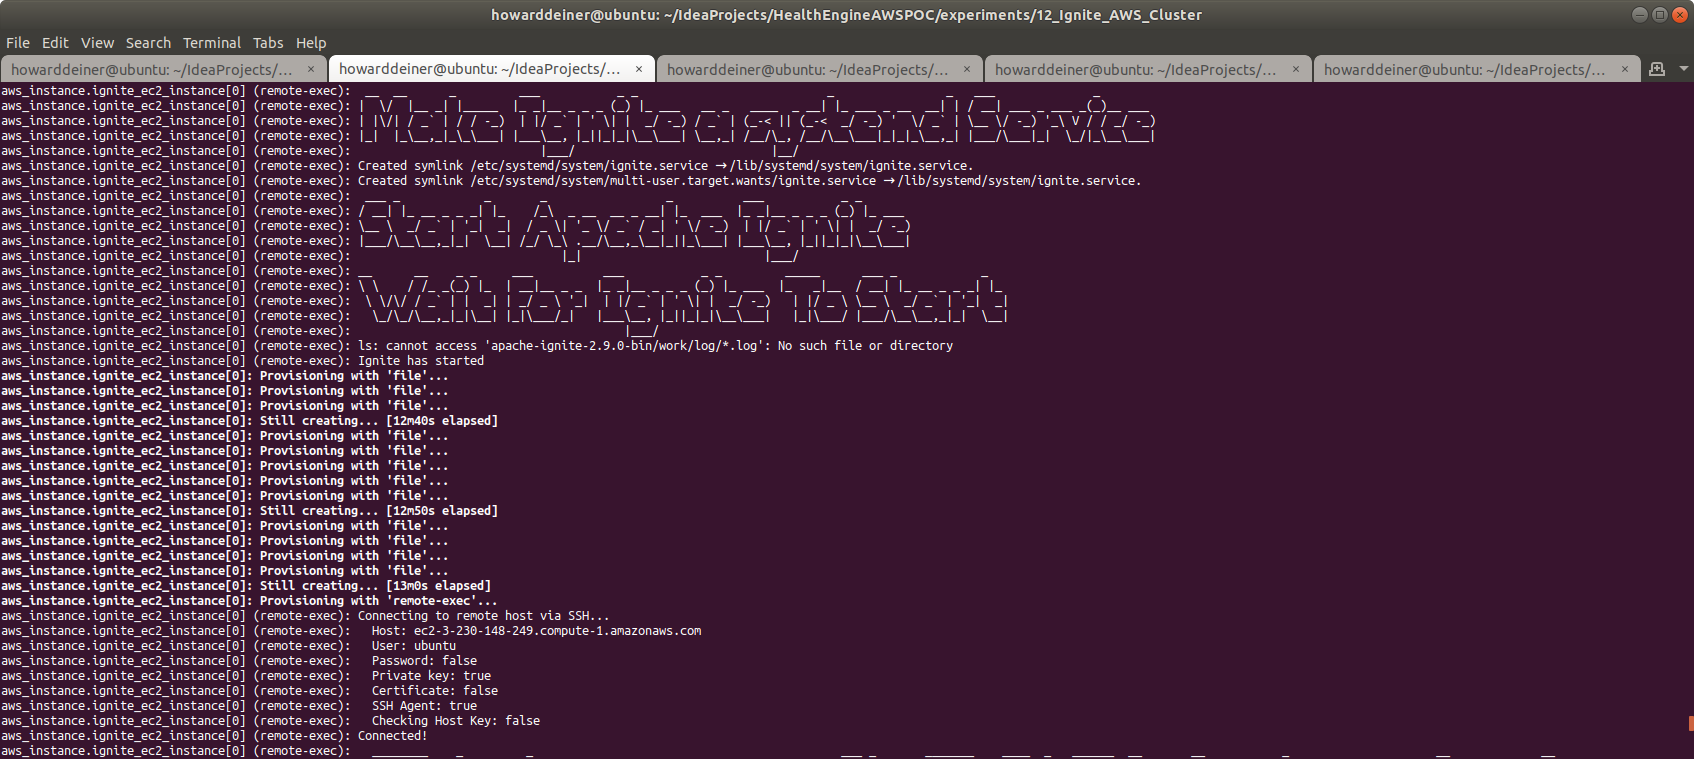 howarddeiner@ubuntu: ~/IdeaProjects/HealthEngineAWSPOC/experiments/12_Ignite_AWS_Cluster
File Edit View Search Terminal Tabs Help
howarddeiner@ubuntu: ~/IdeaProjects/... × howarddeiner@ubuntu: ~/IdeaProjects/... × howarddeiner@ubuntu: ~/IdeaProjects/... × howarddeiner@ubuntu: ~/IdeaProjects/... × howarddeiner@ubuntu: ~/IdeaProjects/... ×
aws_instance.ignite_ec2_instance[0] (remote-exec):
aws_instance.ignite_ec2_instance[0] (remote-exec):
aws_instance.ignite_ec2_instance[0] (remote-exec): Make Ignite a systemd Service
aws_instance.ignite_ec2_instance[0] (remote-exec):
aws_instance.ignite_ec2_instance[0] (remote-exec):
aws_instance.ignite_ec2_instance[0] (remote-exec): Created symlink /etc/systemd/system/ignite.service → /lib/systemd/system/ignite.service.
aws_instance.ignite_ec2_instance[0] (remote-exec): Created symlink /etc/systemd/system/multi-user.target.wants/ignite.service → /lib/systemd/system/ignite.service.
aws_instance.ignite_ec2_instance[0] (remote-exec):
aws_instance.ignite_ec2_instance[0] (remote-exec):
aws_instance.ignite_ec2_instance[0] (remote-exec): Start Apache Ignite
aws_instance.ignite_ec2_instance[0] (remote-exec):
aws_instance.ignite_ec2_instance[0] (remote-exec):
aws_instance.ignite_ec2_instance[0] (remote-exec):
aws_instance.ignite_ec2_instance[0] (remote-exec):
aws_instance.ignite_ec2_instance[0] (remote-exec): Wait For Ignite To Start
aws_instance.ignite_ec2_instance[0] (remote-exec):
aws_instance.ignite_ec2_instance[0] (remote-exec):
aws_instance.ignite_ec2_instance[0] (remote-exec): ls: cannot access 'apache-ignite-2.9.0-bin/work/log/*.log': No such file or directory
aws_instance.ignite_ec2_instance[0] (remote-exec): Ignite has started
aws_instance.ignite_ec2_instance[0]: Provisioning with 'file'...
aws_instance.ignite_ec2_instance[0]: Provisioning with 'file'...
aws_instance.ignite_ec2_instance[0]: Provisioning with 'file'...
aws_instance.ignite_ec2_instance[0]: Still creating... [12m40s elapsed]
aws_instance.ignite_ec2_instance[0]: Provisioning with 'file'...
aws_instance.ignite_ec2_instance[0]: Provisioning with 'file'...
aws_instance.ignite_ec2_instance[0]: Provisioning with 'file'...
aws_instance.ignite_ec2_instance[0]: Provisioning with 'file'...
aws_instance.ignite_ec2_instance[0]: Provisioning with 'file'...
aws_instance.ignite_ec2_instance[0]: Still creating... [12m50s elapsed]
aws_instance.ignite_ec2_instance[0]: Provisioning with 'file'...
aws_instance.ignite_ec2_instance[0]: Provisioning with 'file'...
aws_instance.ignite_ec2_instance[0]: Provisioning with 'file'...
aws_instance.ignite_ec2_instance[0]: Provisioning with 'file'...
aws_instance.ignite_ec2_instance[0]: Still creating... [13m0s elapsed]
aws_instance.ignite_ec2_instance[0]: Provisioning with 'remote-exec'...
aws_instance.ignite_ec2_instance[0] (remote-exec): Connecting to remote host via SSH...
aws_instance.ignite_ec2_instance[0] (remote-exec):   Host: ec2-3-230-148-249.compute-1.amazonaws.com
aws_instance.ignite_ec2_instance[0] (remote-exec):   User: ubuntu
aws_instance.ignite_ec2_instance[0] (remote-exec):   Password: false
aws_instance.ignite_ec2_instance[0] (remote-exec):   Private key: true
aws_instance.ignite_ec2_instance[0] (remote-exec):   Certificate: false
aws_instance.ignite_ec2_instance[0] (remote-exec):   SSH Agent: true
aws_instance.ignite_ec2_instance[0] (remote-exec):   Checking Host Key: false
aws_instance.ignite_ec2_instance[0] (remote-exec): Connected!
aws_instance.ignite_ec2_instance[0] (remote-exec):